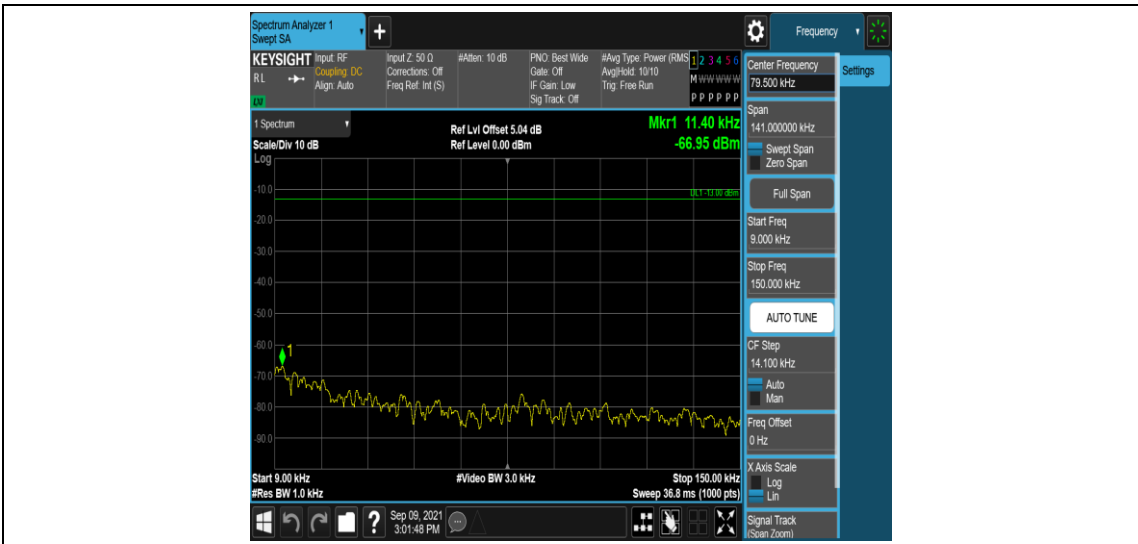 Spectrum Analyzer 1
Swept SA
+
Frequency
KEYSIGHT
RL
LXI
Input: RF
Coupling: DC
Align: Auto
Input Z: 50 Ω
Corrections: Off
Freq Ref: Int (S)
#Atten: 10 dB
PNO: Best Wide
Gate: Off
IF Gain: Low
Sig Track: Off
#Avg Type: Power (RMS
Avg|Hold: 10/10
Trig: Free Run
1 2 3 4 5 6
M W W W W W
P P P P P P
1 Spectrum
Scale/Div 10 dB
Log
Ref Lvl Offset 5.04 dB
Ref Level 0.00 dBm
Mkr1 11.40 kHz
-66.95 dBm
DL1 -13.00 dBm
-10.0
-20.0
-30.0
-40.0
-50.0
-60.0
-70.0
-80.0
-90.0
1
Start 9.00 kHz
#Res BW 1.0 kHz
#Video BW 3.0 kHz
Stop 150.00 kHz
Sweep 36.8 ms (1000 pts)
?
Sep 09, 2021
3:01:48 PM
Center Frequency
79.500 kHz
Settings
Span
141.000000 kHz
Swept Span
Zero Span
Full Span
Start Freq
9.000 kHz
Stop Freq
150.000 kHz
AUTO TUNE
CF Step
14.100 kHz
Auto
Man
Freq Offset
0 Hz
X Axis Scale
Log
Lin
Signal Track
(Span Zoom)